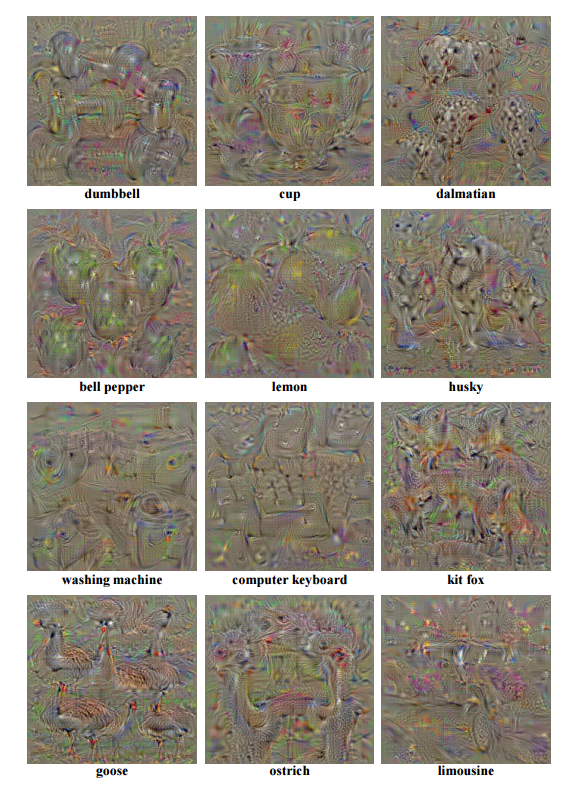 dumbbell
cup
dalmatian
bell pepper
lemon
husky
washing machine
computer keyboard
kit fox
goose
ostrich
limousine